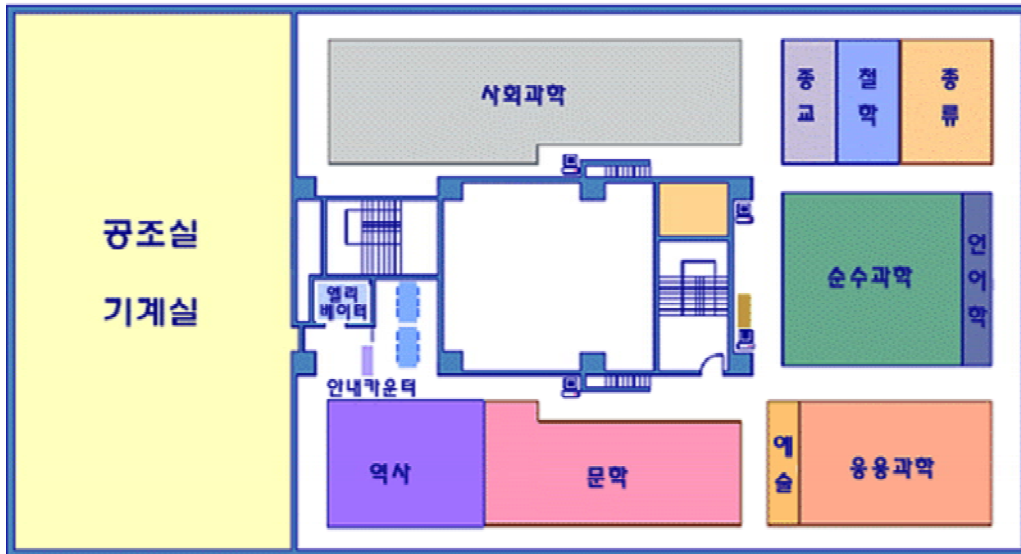 사회과학
종교
철학
총류
공조실
기계실
순수과학
언어학
엘리
베이터
안내카운터
역사
문학
예술
응용과학